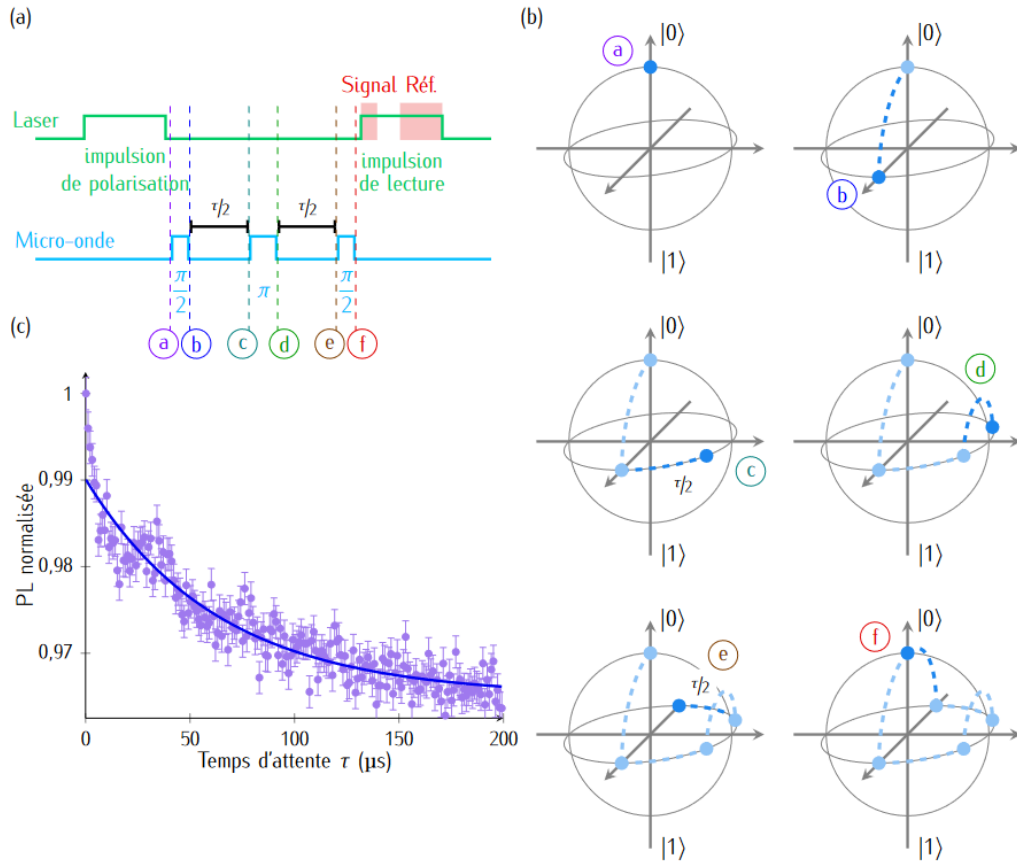 (a)
Signal Réf.
Laser
impulsion
de polarisation
impulsion
de lecture
τ/2
τ/2
Micro-onde
π/2
π
π/2
a
b
c
d
e
f
(c)
1
0,99
0,98
0,97
PL normalisée
0
50
100
150
200
Temps d'attente τ (µs)
(b)
a
|0⟩
|1⟩
|0⟩
b
|1⟩
|0⟩
c
τ/2
|1⟩
|0⟩
d
|1⟩
|0⟩
e
τ/2
|1⟩
f
|0⟩
|1⟩